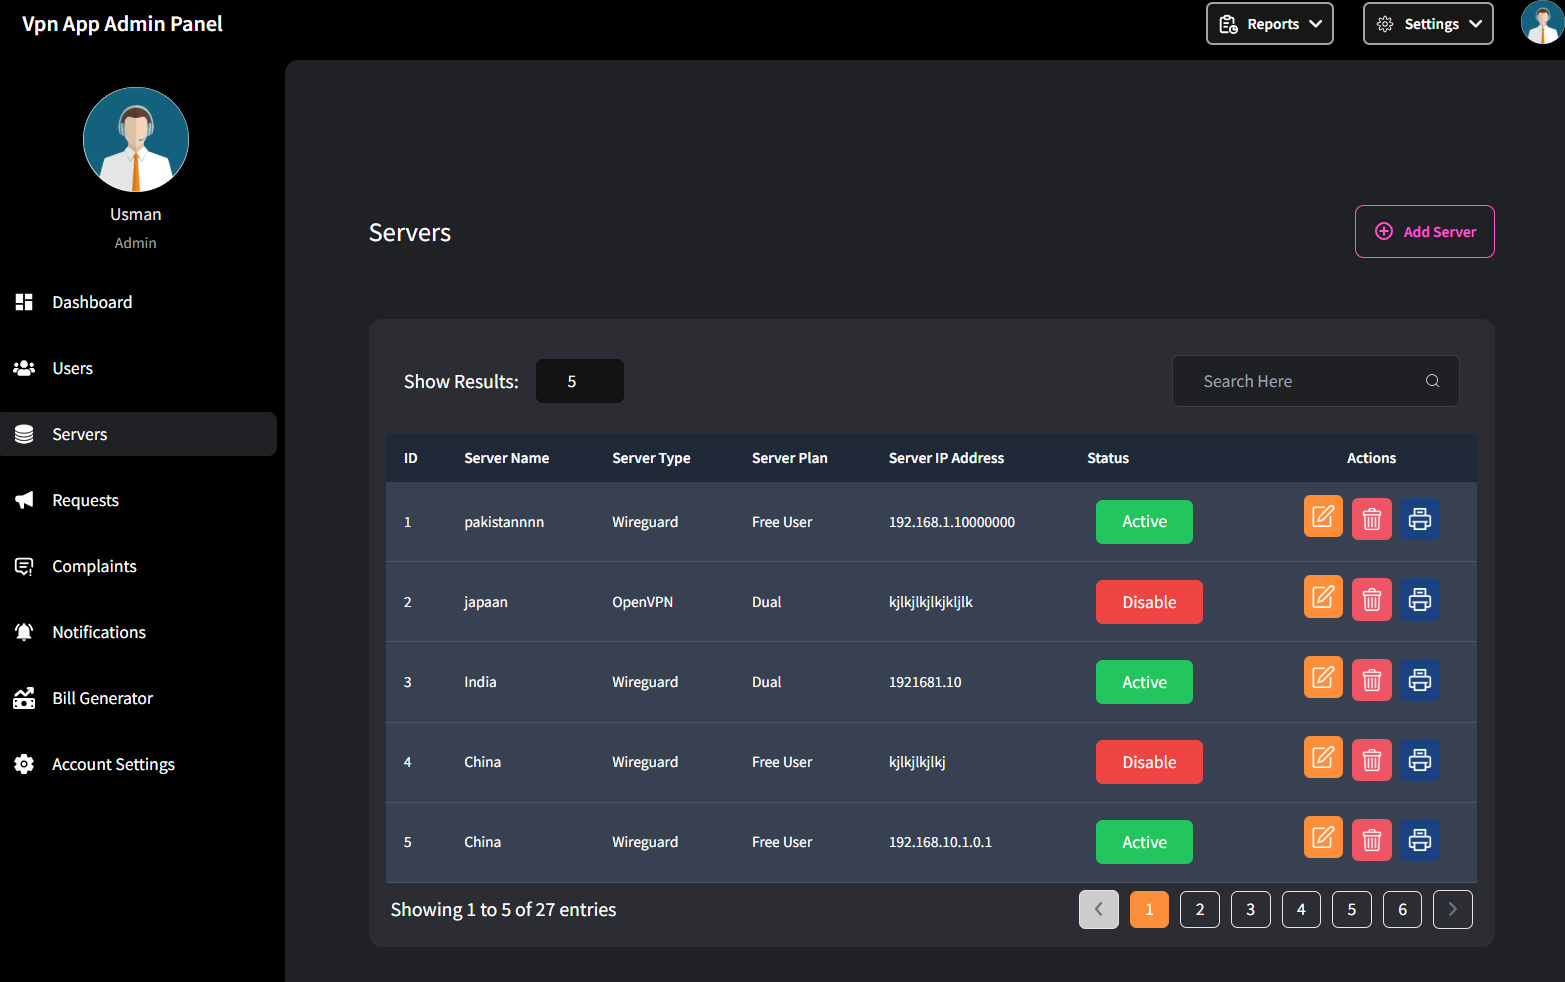 Vpn App Admin Panel
Reports
Settings
Usman
Admin
Dashboard
Users
Servers
Requests
Complaints
Notifications
Bill Generator
Account Settings
Servers
Add Server
Show Results: 5
Search Here
ID Server Name Server Type Server Plan Server IP Address Status Actions
1 pakistannnn Wireguard Free User 192.168.1.10000000 Active
2 japaan OpenVPN Dual kjlkjlkjlkjkljlk Disable
3 India Wireguard Dual 1921681.10 Active
4 China Wireguard Free User kjlkjlkjlkj Disable
5 China Wireguard Free User 192.168.10.1.0.1 Active
Showing 1 to 5 of 27 entries
1 2 3 4 5 6